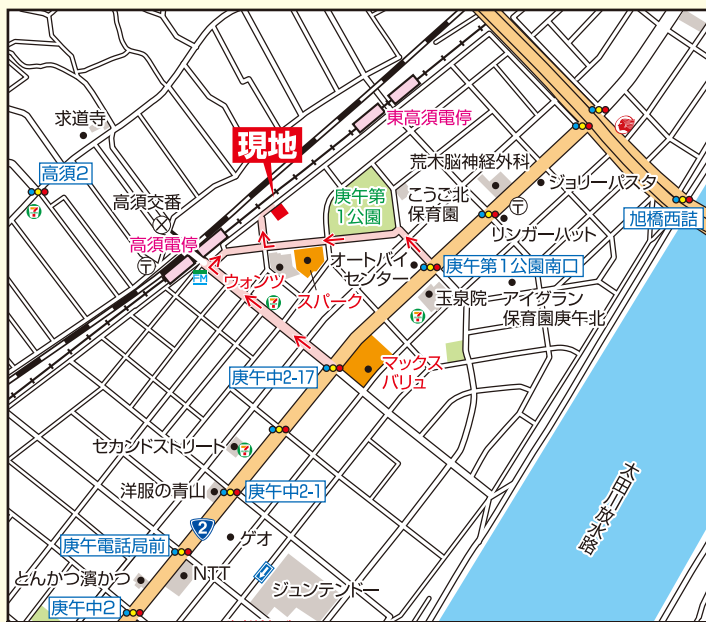 東高須電停
求道寺
現地
荒木脳神経外科
高須2
ジョリーパスタ
庚午第
1公園
こうご北
保育園
高須交番
7
旭橋西詰
リンガーハット
高須電停
オートバイ
センター
庚午第1公園南口
ウォンツ
スパーク
玉泉院
アイグラン
保育園庚午北
7
7
マックス
バリュ
庚午中2-17
セカンドストリート
7
太田川放水路
洋服の青山
庚午中2-1
2
ゲオ
庚午電話局前
とんかつ濵かつ
NTT
ジュンテンドー
庚午中2